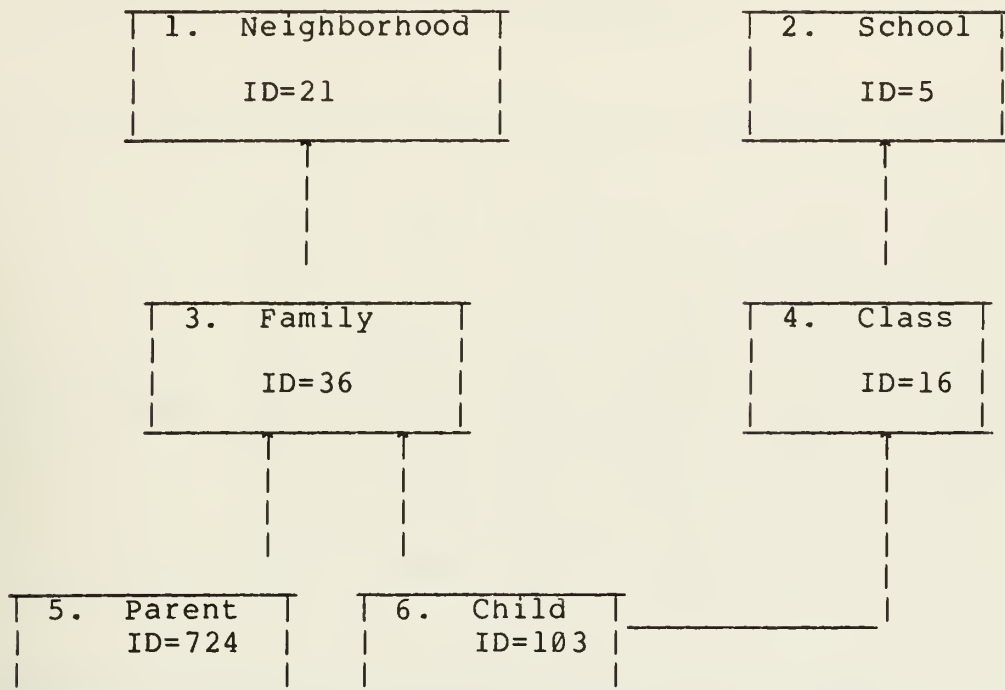 1. Neighborhood
ID=21
2. School
ID=5
3. Family
ID=36
4. Class
ID=16
5. Parent
ID=724
6. Child
ID=103